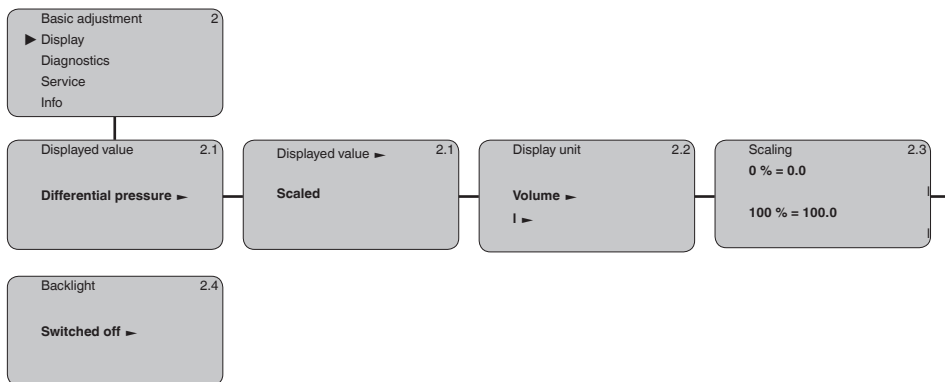 Basic adjustment 2
▶ Display
Diagnostics
Service
Info
Displayed value 2.1
Differential pressure ►
Displayed value ► 2.1
Scaled
Display unit 2.2
Volume ►
l ►
Scaling 2.3
0 % = 0.0
l
100 % = 100.0
l
Backlight 2.4
Switched off ►